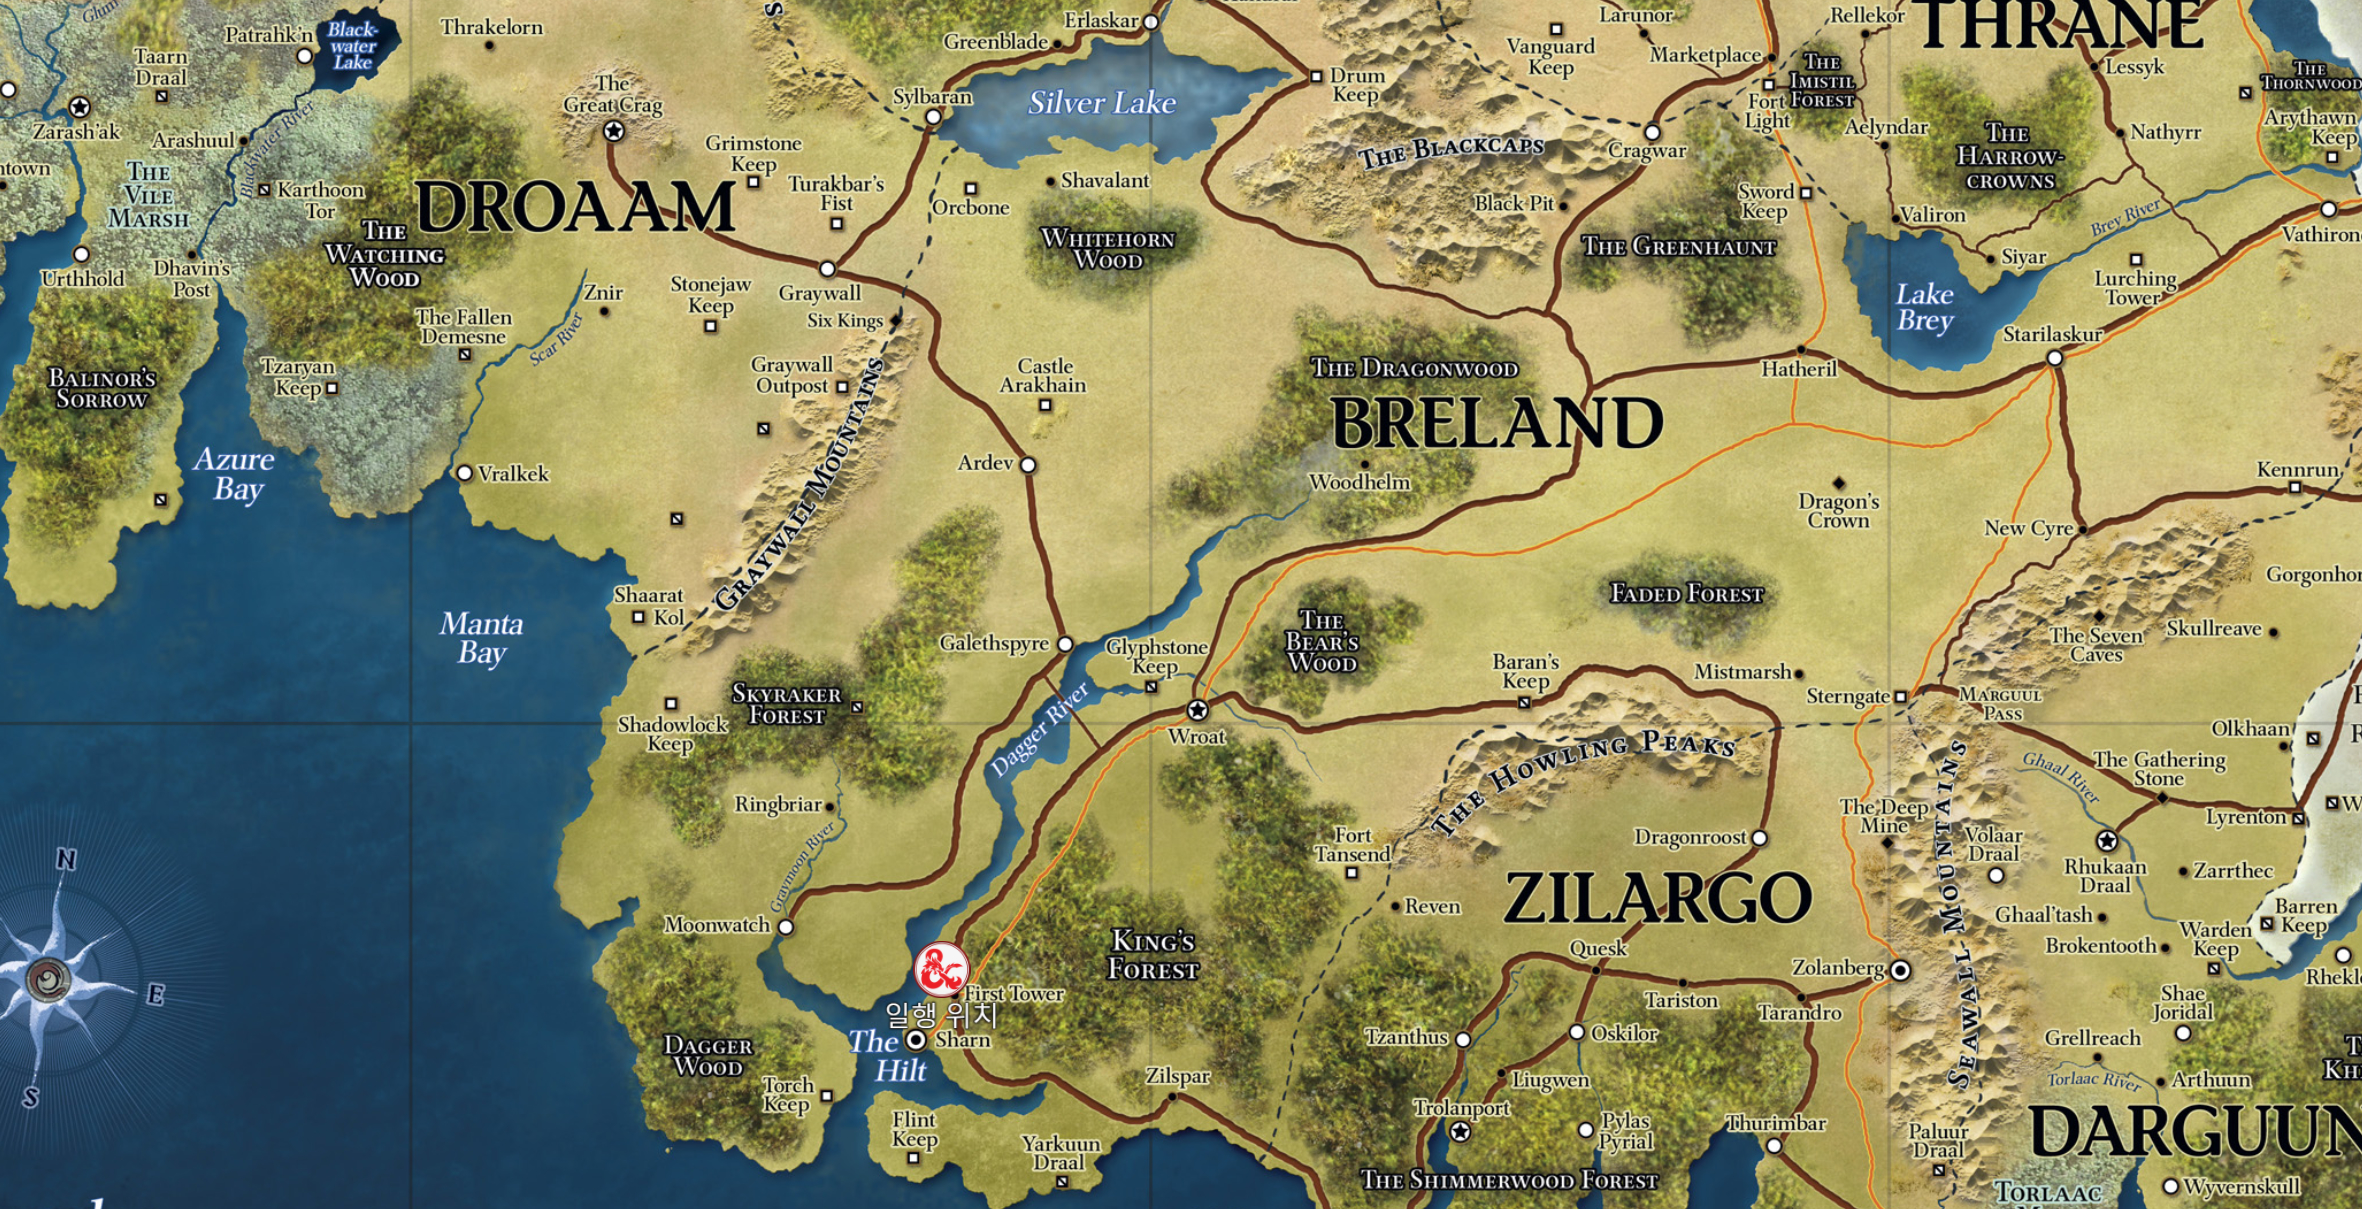 Glum
Patrahk'n
Black-
water
Lake
Thrakelorn
Taarn
Draal
Zarash'ak
Arashuul
Blackwater River
The
Great Crag
Erlaskar
Greenblade
Sylbaran
Silver Lake
Drum
Keep
Vanguard
Keep
Larunor
Marketplace
Rellekor
THRANE
Lessyk
The
Thornwood
The
Imistil
Forest
Fort
Light
Aelyndar
Nathyrr
Arythawn
Keep
The
Harrow-
crowns
ntown
The
Vile
Marsh
Karthoon
Tor
The
Watching
Wood
DROAAM
Grimstone
Keep
Turakbar's
Fist
Orcbone
Shavalant
Whitehorn
Wood
The Blackcaps
Cragwar
Black Pit
Sword
Keep
The Greenhaunt
Valiron
Siyar
Brey River
Vathiron
Lurching
Tower
Urthhold
Dhavin's
Post
Balinor's
Sorrow
Tzaryan
Keep
The Fallen
Demesne
Scar River
Znir
Stonejaw
Keep
Graywall
Six Kings
Graywall
Outpost
Graywall Mountains
Castle
Arakhain
Ardev
The Dragonwood
BRELAND
Woodhelm
Hatheril
Lake
Brey
Starilaskur
Dragon's
Crown
Kennrun
New Cyre
Azure
Bay
Vralkek
Manta
Bay
Shaarat
Kol
Galethspyre
Glyphstone
Keep
The
Bear's
Wood
Faded Forest
Gorgonhor
The Seven
Caves
Skullreave
Skyraker
Forest
Shadowlock
Keep
Dagger River
Wroat
Baran's
Keep
Mistmarsh
Sterngate
Marguul
Pass
The Howling Peaks
Olkhaan
The Gathering
Stone
Ghaal River
Ringbriar
Graymoon River
Moonwatch
Fort
Tansend
Reven
Dragonroost
The Deep
Mine
Volaar
Draal
Seawall Mountains
Rhukaan
Draal
Lyrenton
Zarrthec
Ghaal'tash
Brokentooth
Warden
Keep
Barren
Keep
ZILARGO
King's
Forest
First Tower
일행 위치
Sharn
The
Hilt
Dagger
Wood
Torch
Keep
Flint
Keep
Yarkuun
Draal
Zilspar
Quesk
Tariston
Tarandro
Zolanberg
Tzanthus
Oskilor
Liugwen
Trolanport
Pylas
Pyrial
Thurimbar
The Shimmerwood Forest
Shae
Joridal
Grellreach
Torlaac River
Arthuun
DARGUUN
Paluur
Draal
Torlaac
Wyvernskull
N
E
S